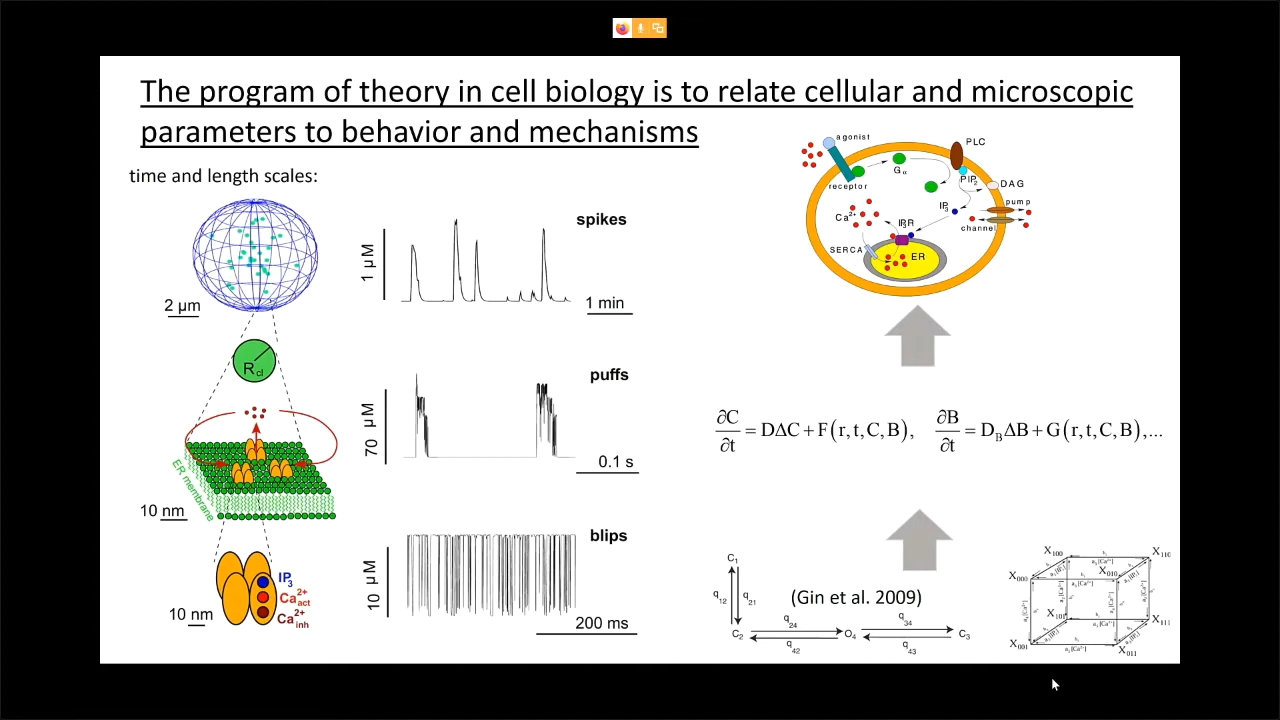 The program of theory in cell biology is to relate cellular and microscopic
parameters to behavior and mechanisms
time and length scales:
2 μm
R_cl
ER membrane
10 nm
10 nm
IP3
Ca2+ act
Ca2+ inh
spikes
1 μM
1 min
puffs
70 μM
0.1 s
blips
10 μM
200 ms
agonist
receptor
Gα
PLC
PIP2
DAG
IP3
pump
channel
Ca2+
IP3R
SERCA
ER
∂C/∂t = DΔC + F(r, t, C, B), ∂B/∂t = D_BΔB + G(r, t, C, B),...
C1
q12
q21
(Gin et al. 2009)
C2
q24
q42
O4
q34
q43
C3
X100
X110
X000
X010
X101
X111
X001
X011